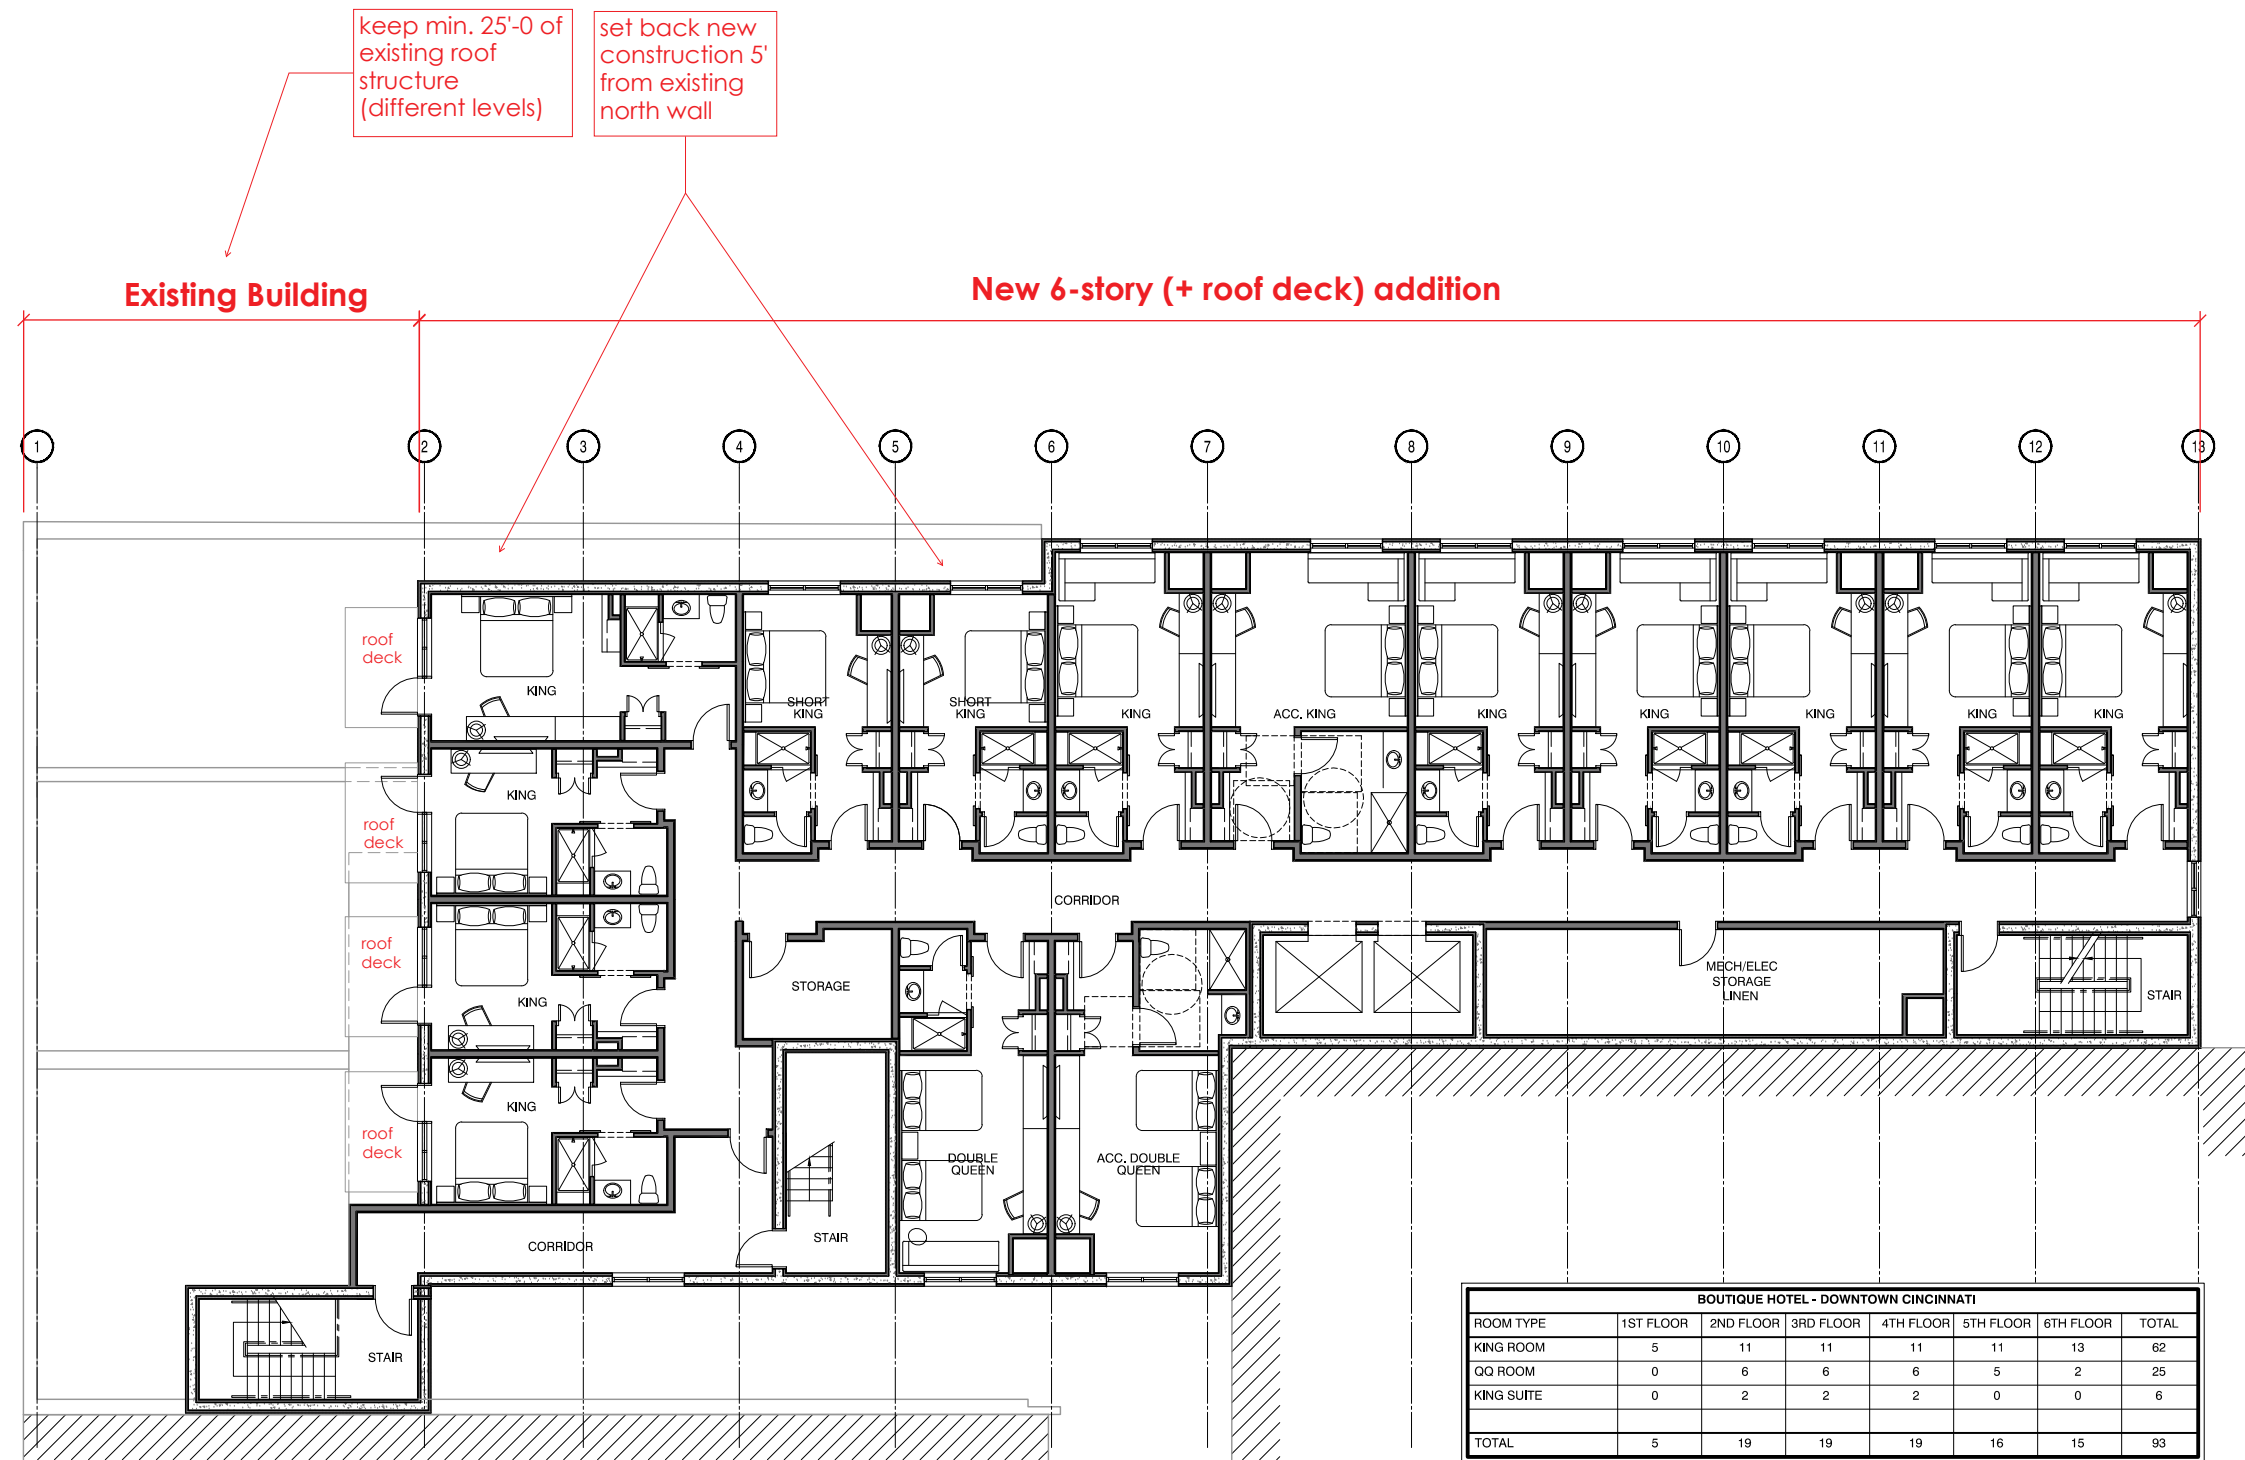 keep min. 25'-0 of
existing roof
structure
(different levels)
set back new
construction 5'
from existing
north wall
Existing Building
New 6-story (+ roof deck) addition
1 2 3 4 5 6 7 8 9 10 11 12 13
roof
deck
KING
SHORT
KING
SHORT
KING
KING
ACC. KING
KING
KING
KING
KING
KING
KING
roof
deck
CORRIDOR
roof
deck
KING
STORAGE
MECH/ELEC
STORAGE
LINEN
STAIR
KING
roof
deck
DOUBLE
QUEEN
ACC. DOUBLE
QUEEN
CORRIDOR
STAIR
STAIR
BOUTIQUE HOTEL - DOWNTOWN CINCINNATI
ROOM TYPE 1ST FLOOR 2ND FLOOR 3RD FLOOR 4TH FLOOR 5TH FLOOR 6TH FLOOR TOTAL
KING ROOM 5 11 11 11 11 13 62
QQ ROOM 0 6 6 6 5 2 25
KING SUITE 0 2 2 2 0 0 6
TOTAL 5 19 19 19 16 15 93